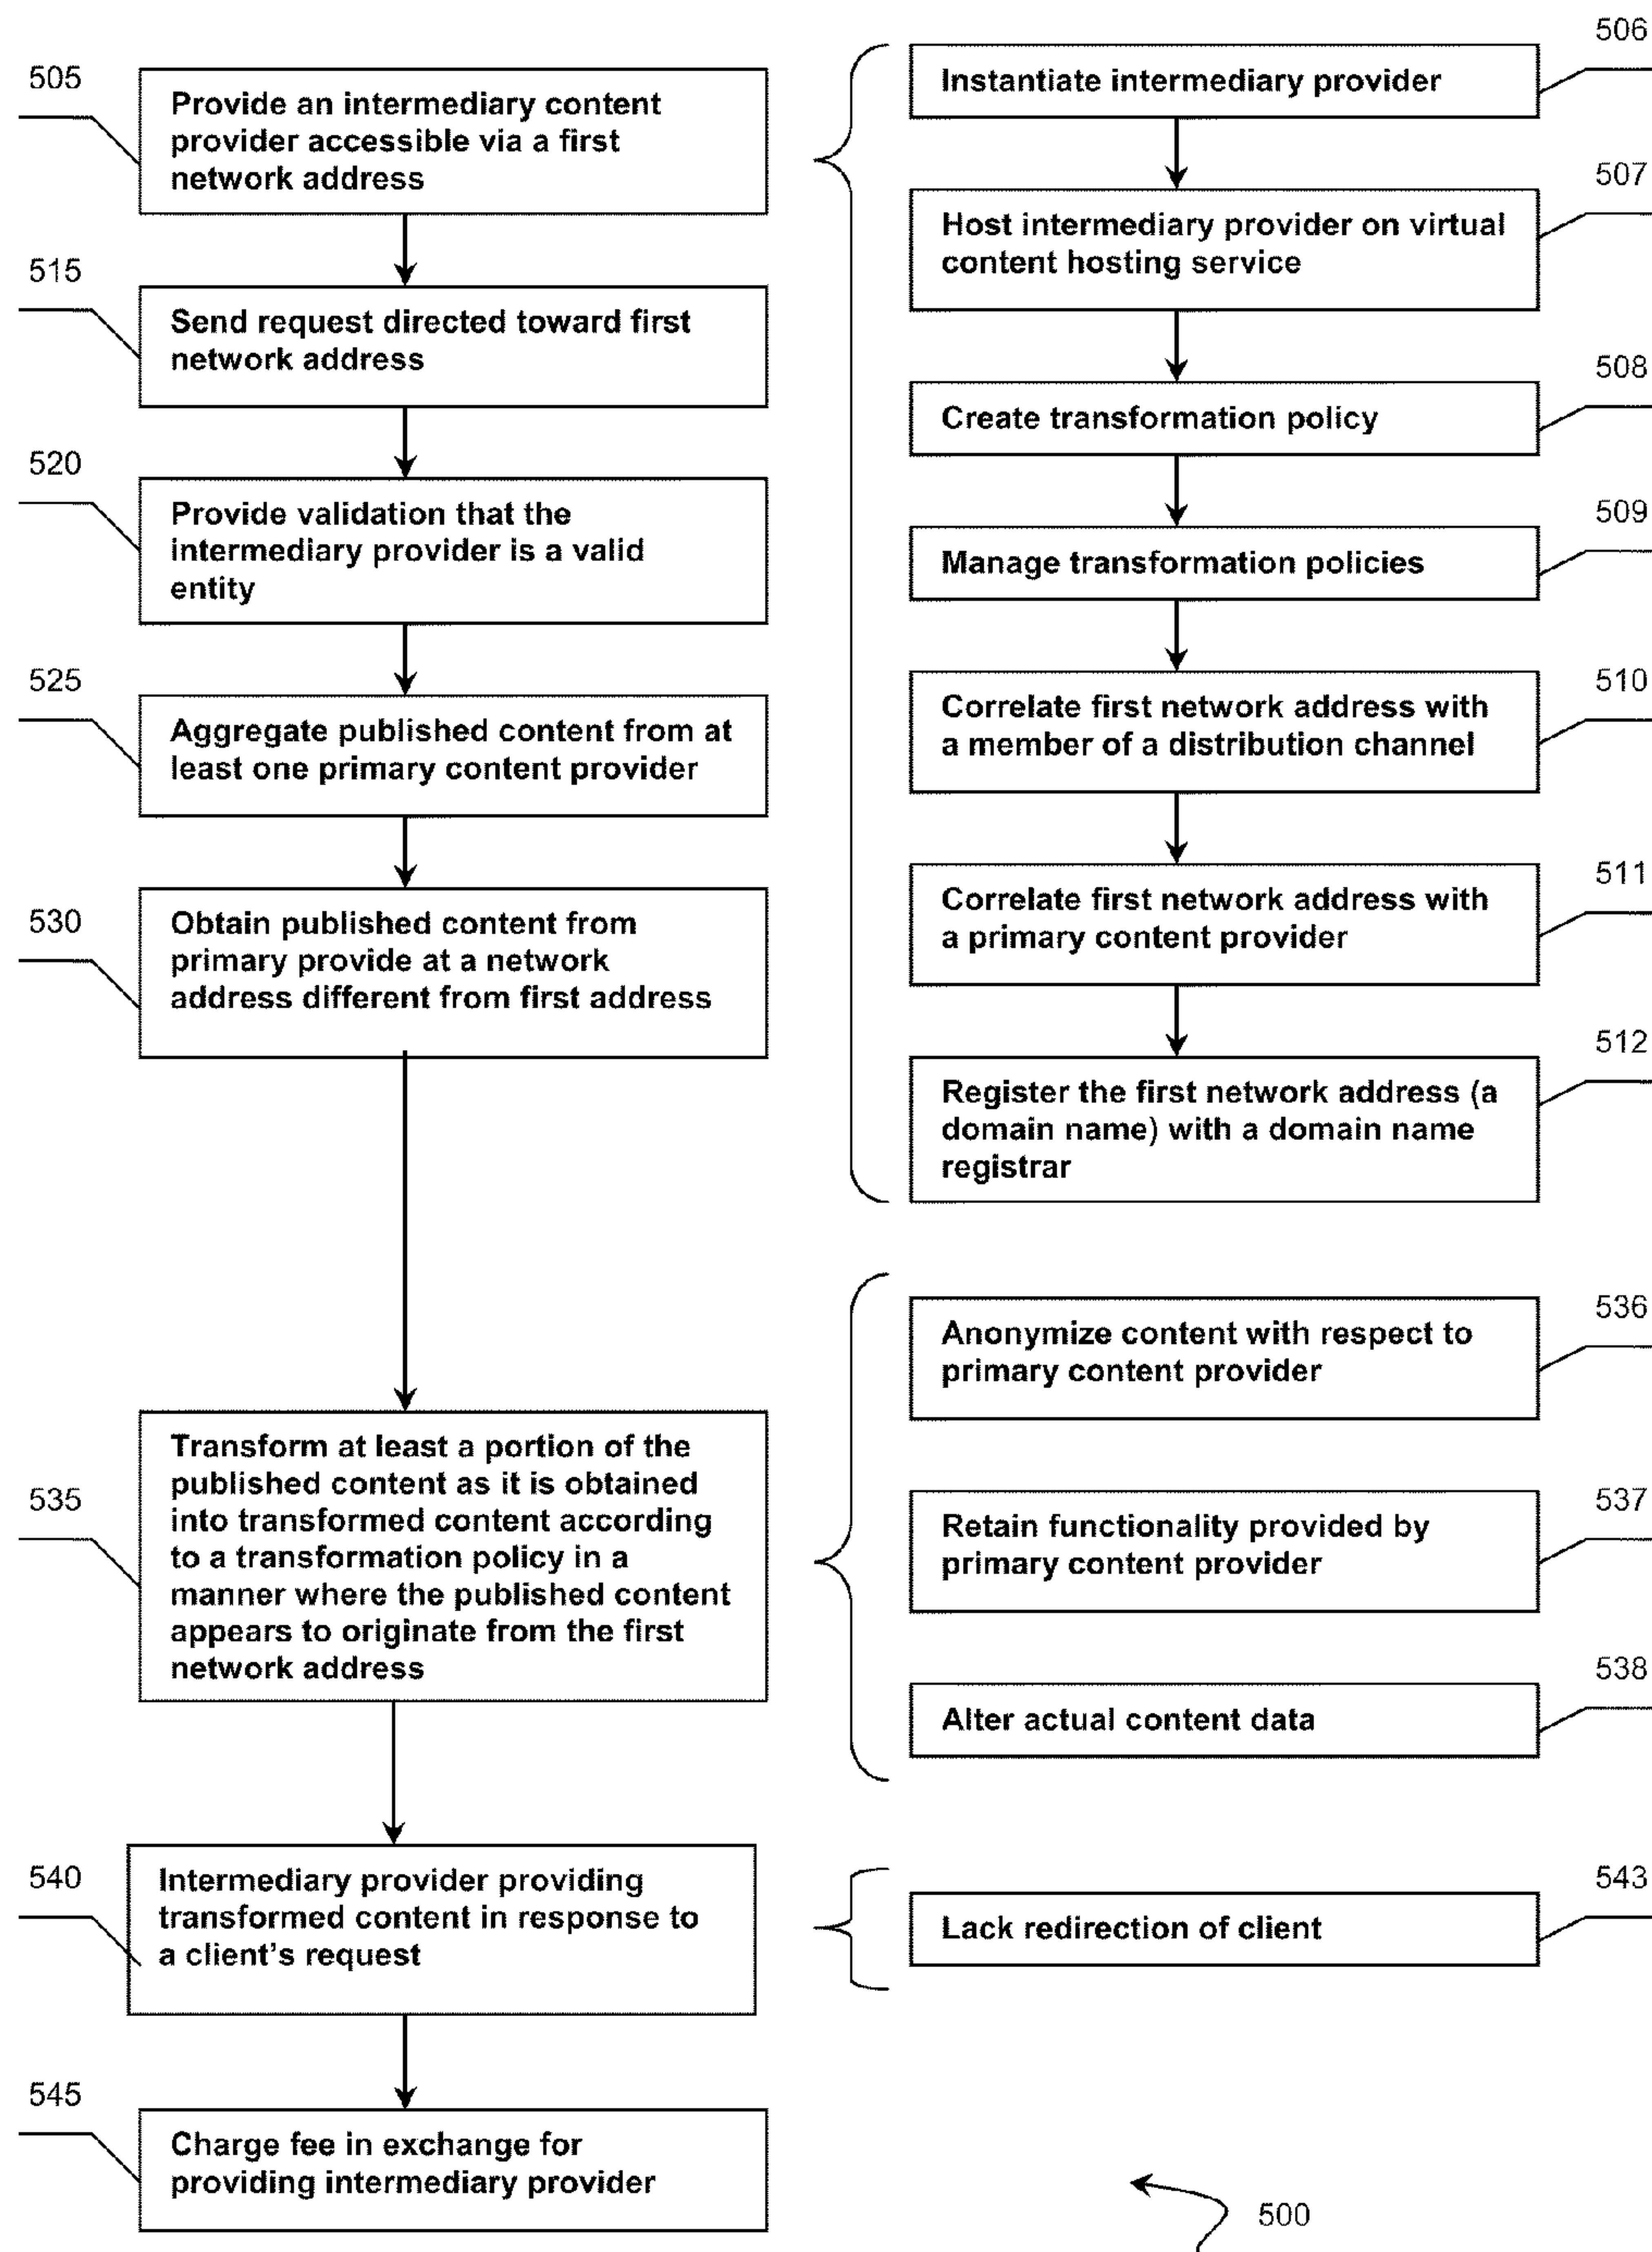 505
Provide an intermediary content
provider accessible via a first
network address
515
Send request directed toward first
network address
520
Provide validation that the
intermediary provider is a valid
entity
525
Aggregate published content from at
least one primary content provider
530
Obtain published content from
primary provide at a network
address different from first address
535
Transform at least a portion of the
published content as it is obtained
into transformed content according
to a transformation policy in a
manner where the published content
appears to originate from the first
network address
540
Intermediary provider providing
transformed content in response to
a client's request
545
Charge fee in exchange for
providing intermediary provider
506
Instantiate intermediary provider
507
Host intermediary provider on virtual
content hosting service
508
Create transformation policy
509
Manage transformation policies
510
Correlate first network address with
a member of a distribution channel
511
Correlate first network address with
a primary content provider
512
Register the first network address (a
domain name) with a domain name
registrar
536
Anonymize content with respect to
primary content provider
537
Retain functionality provided by
primary content provider
538
Alter actual content data
543
Lack redirection of client
500